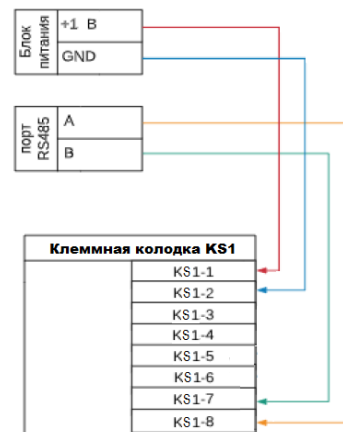 Блок
питания
+1 В
GND
порт
RS485
A
B
Клеммная колодка KS1
KS1-1
KS1-2
KS1-3
KS1-4
KS1-5
KS1-6
KS1-7
KS1-8